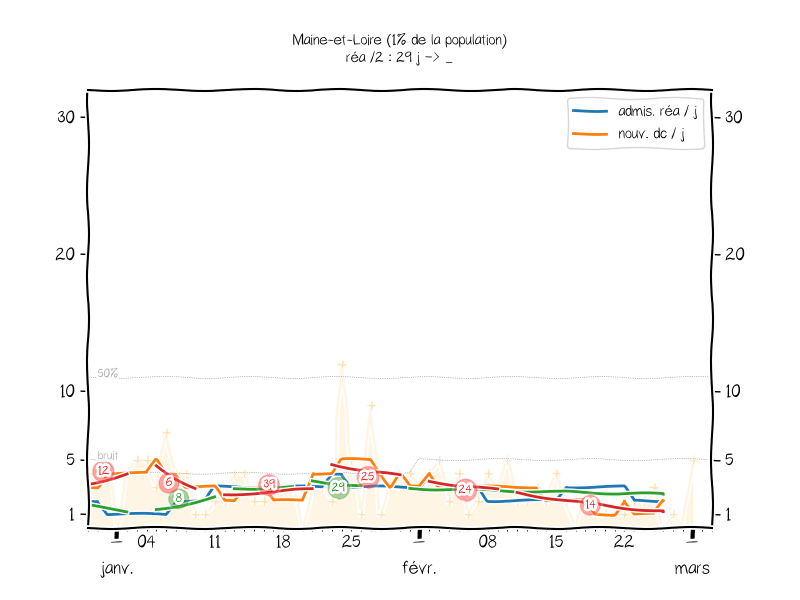 Maine-et-Loire (1% de la population)
réa /2 : 29 j -> _
admis. réa / j
nouv. dc / j
30
30
20
20
50%
10
10
bruit
5
5
12
6
8
39
29
25
24
14
1
1
04 11 18 25 08 15 22
janv. févr. mars